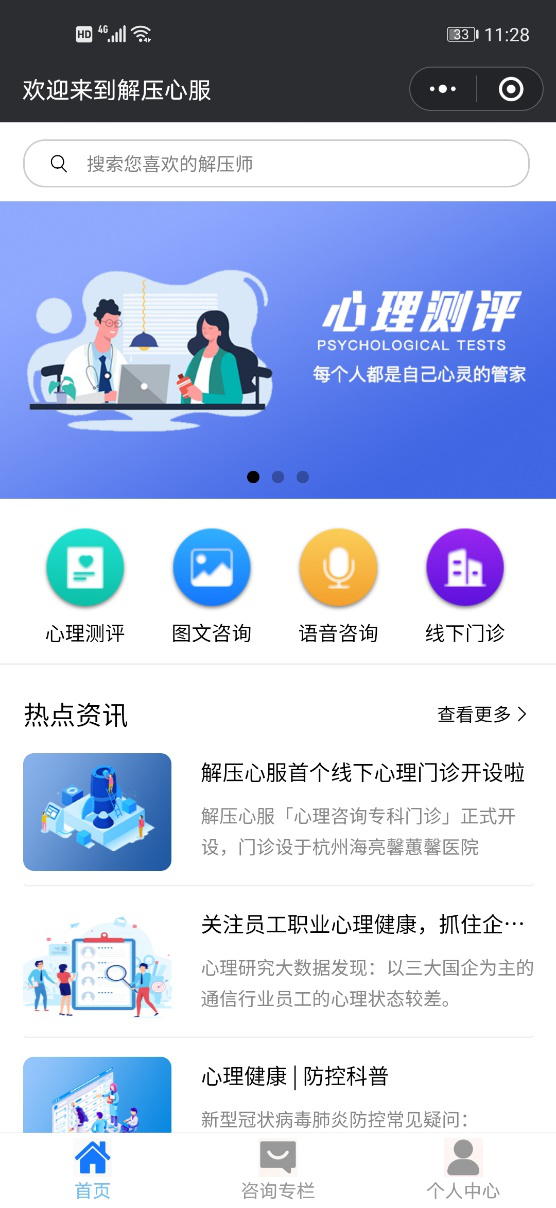 HD 4G 33 11:28
欢迎来到解压心服
搜索您喜欢的解压师
心理测评
PSYCHOLOGICAL TESTS
每个人都是自己心灵的管家
心理测评 图文咨询 语音咨询 线下门诊
热点资讯 查看更多
解压心服首个线下心理门诊开设啦
解压心服「心理咨询专科门诊」正式开
设，门诊设于杭州海亮馨蕙馨医院
关注员工职业心理健康，抓住企…
心理研究大数据发现：以三大国企为主的
通信行业员工的心理状态较差。
心理健康 | 防控科普
新型冠状病毒肺炎防控常见疑问：
首页 咨询专栏 个人中心